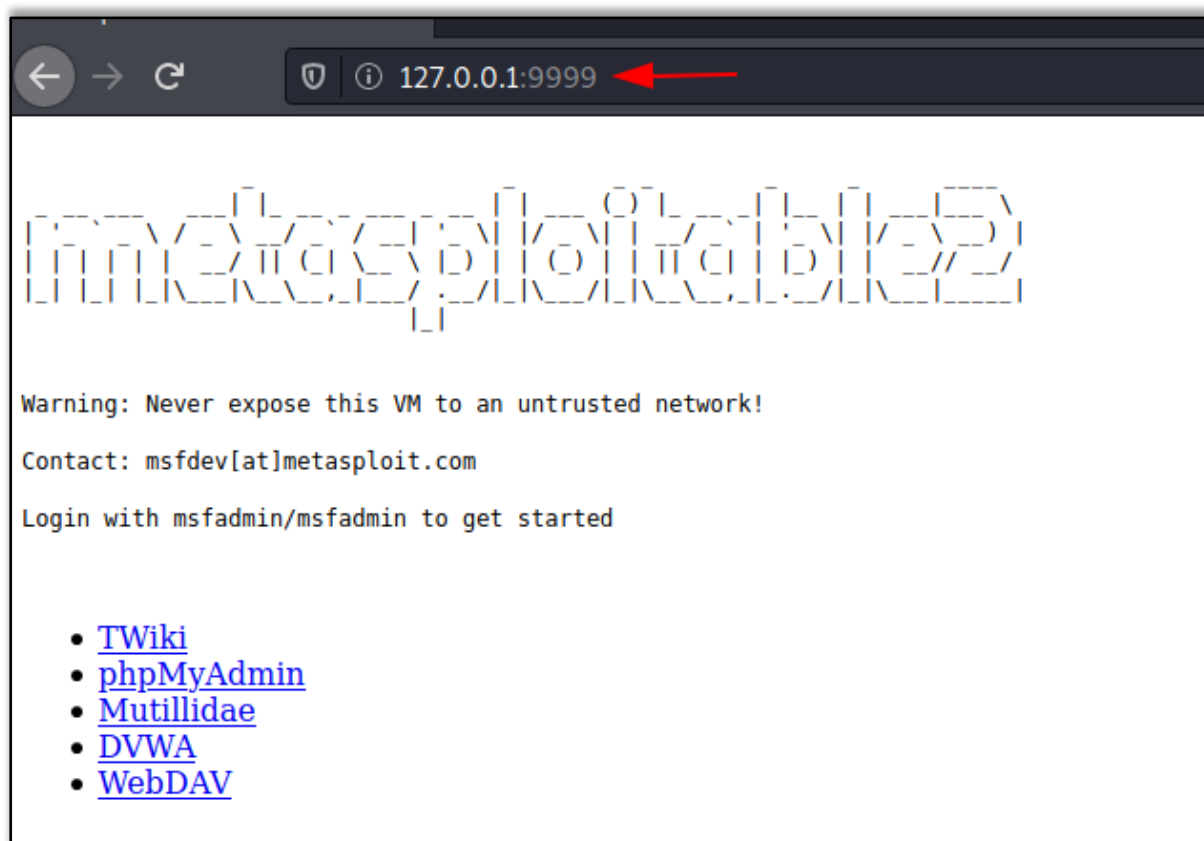 127.0.0.1:9999
metasploitable2
Warning: Never expose this VM to an untrusted network!
Contact: msfdev[at]metasploit.com
Login with msfadmin/msfadmin to get started
TWiki
phpMyAdmin
Mutillidae
DVWA
WebDAV